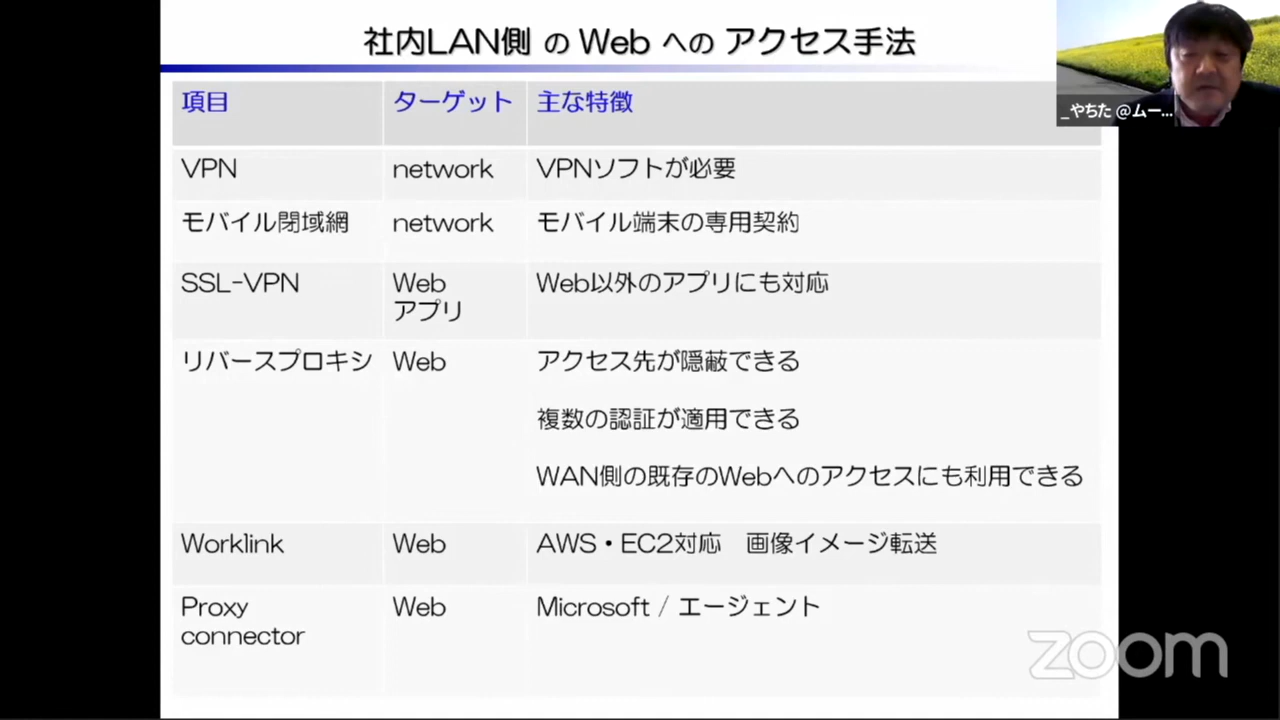 社内LAN側 の Web への アクセス手法
_やちた @ムー...
項目 ターゲット 主な特徴
VPN network VPNソフトが必要
モバイル閉域網 network モバイル端末の専用契約
SSL-VPN Web Web以外のアプリにも対応
アプリ
リバースプロキシ Web アクセス先が隠蔽できる
複数の認証が適用できる
WAN側の既存のWebへのアクセスにも利用できる
Worklink Web AWS・EC2対応 画像イメージ転送
Proxy Web Microsoft / エージェント
connector
zoom